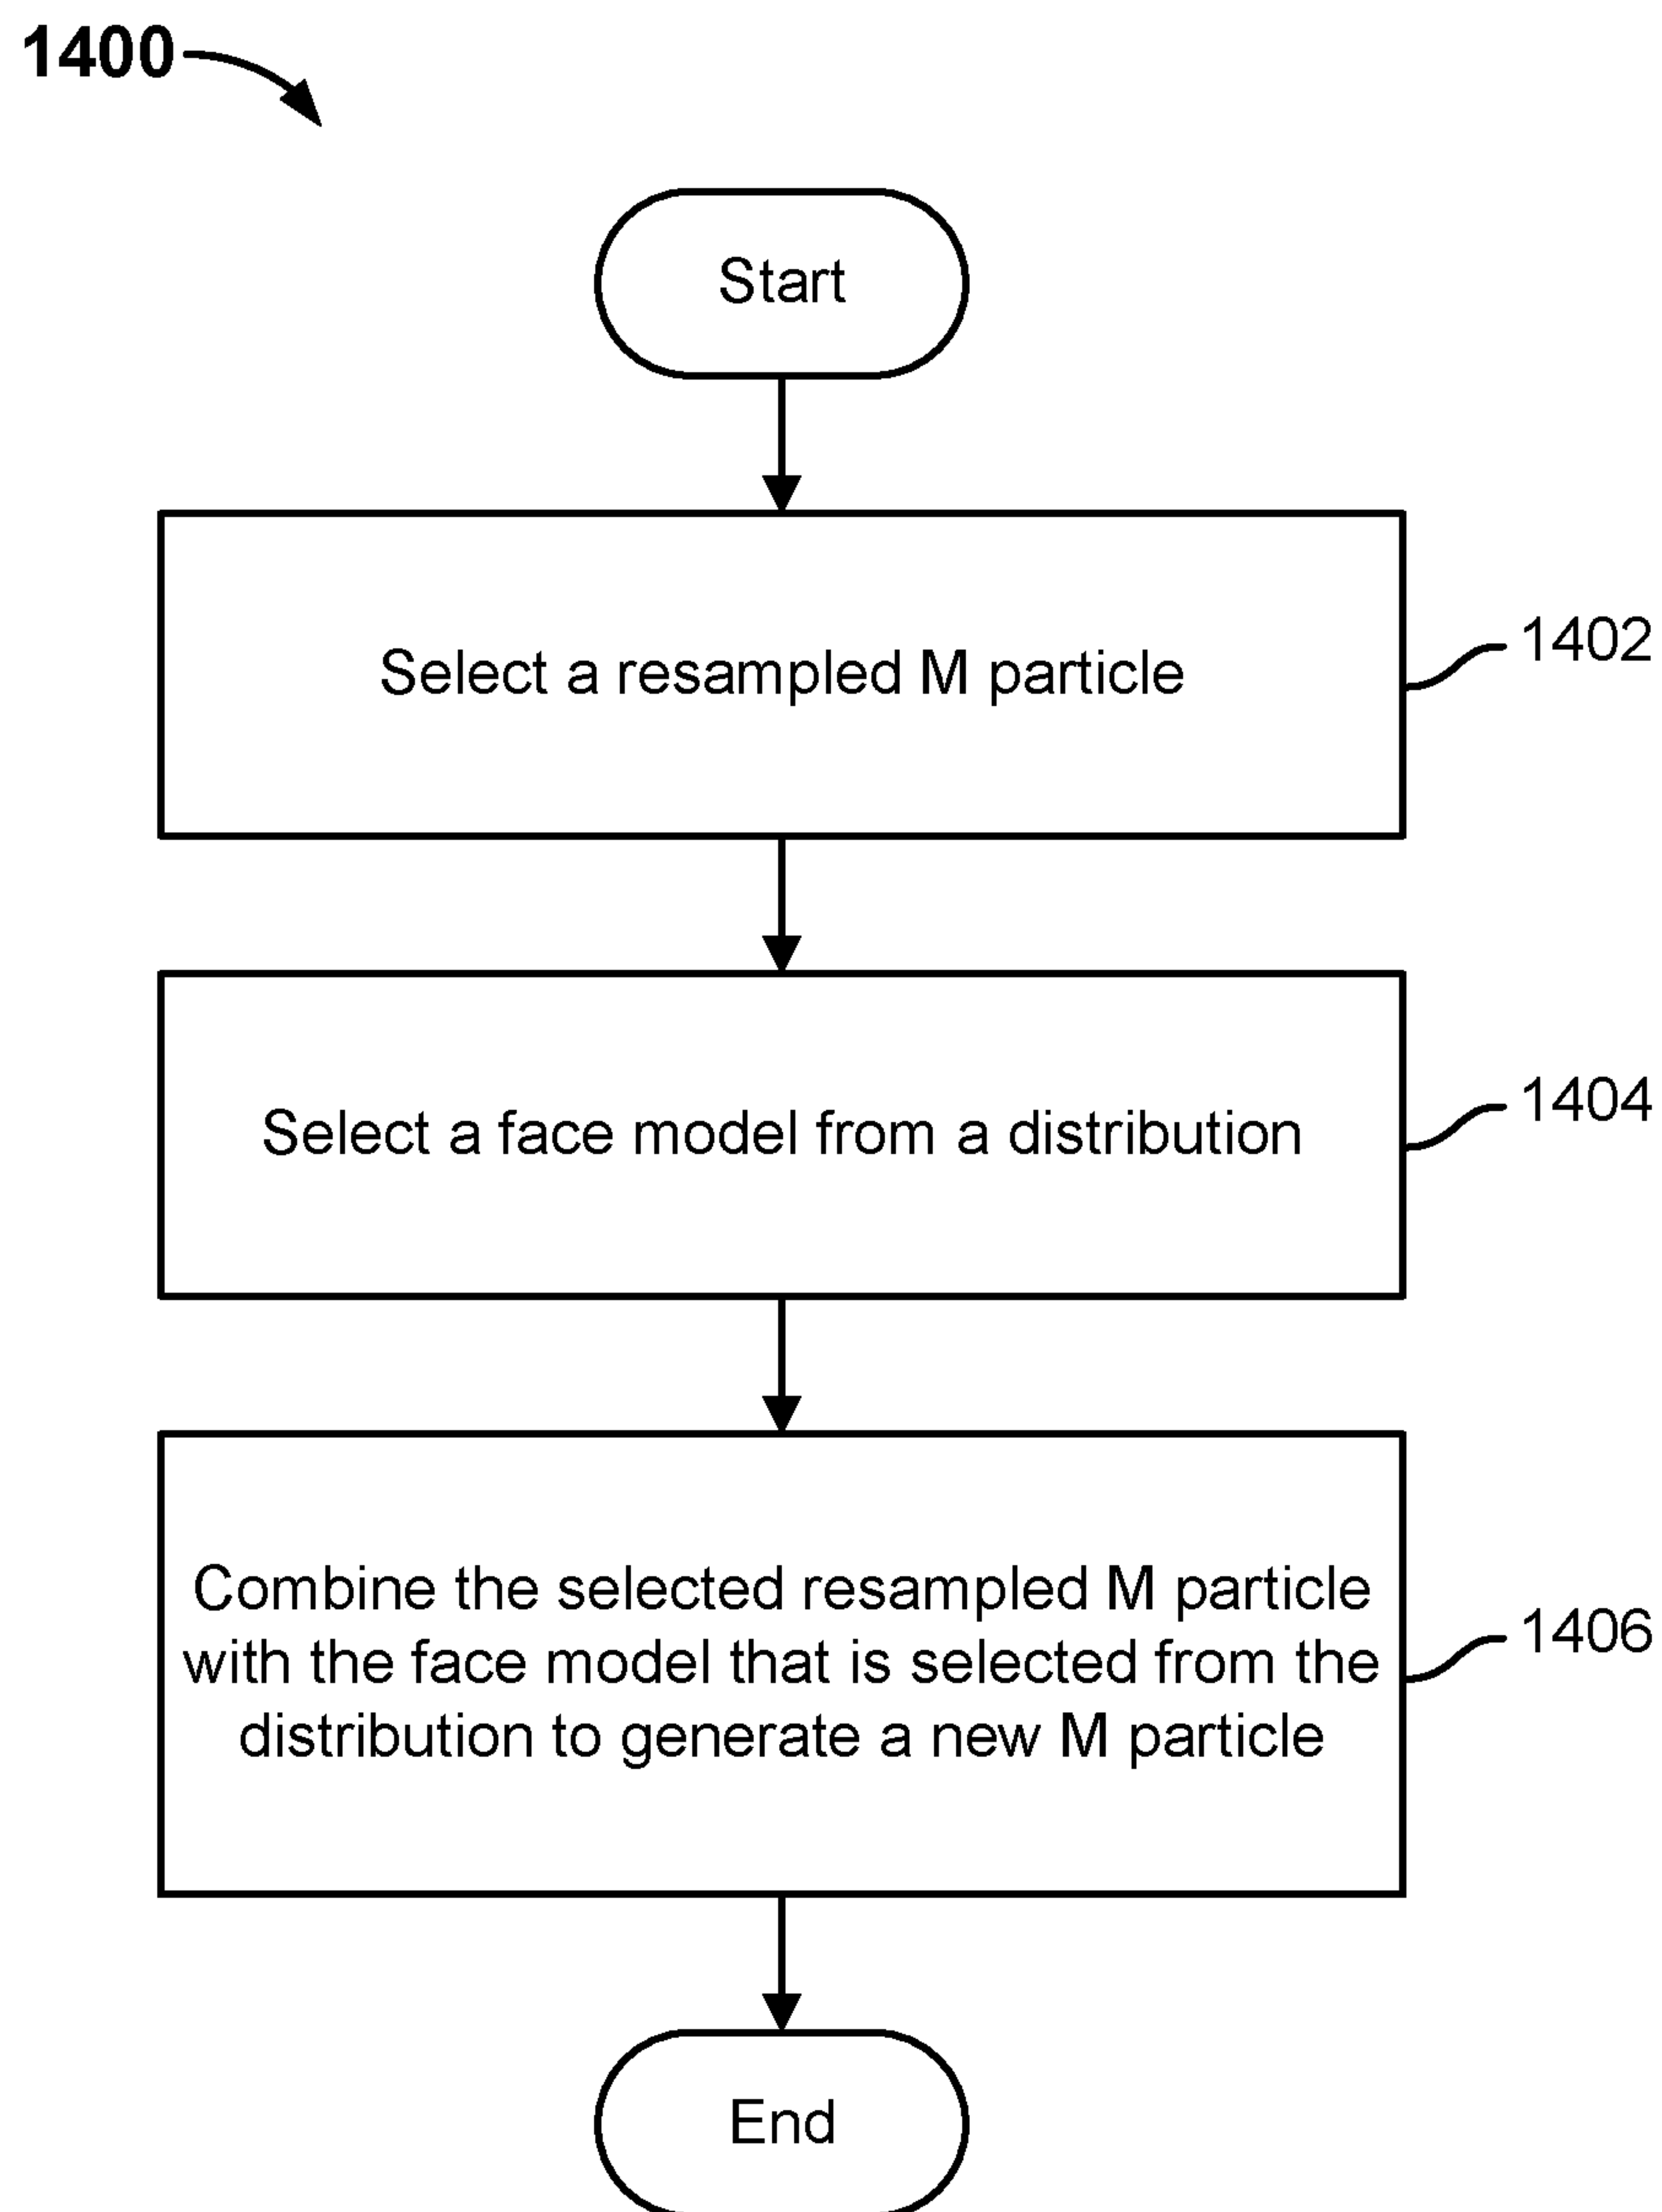 1400
Start
Select a resampled M particle
1402
Select a face model from a distribution
1404
Combine the selected resampled M particle
with the face model that is selected from the
distribution to generate a new M particle
1406
End